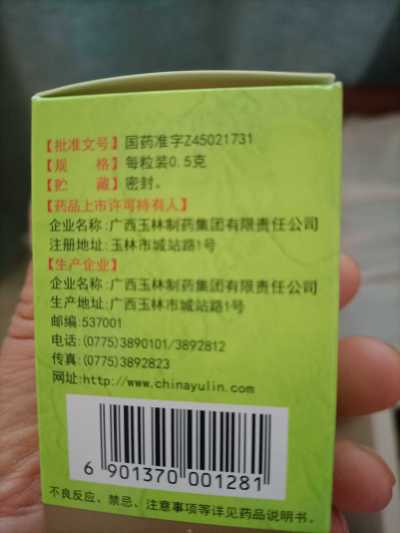 【批准文号】国药准字Z45021731
【规 格】每粒装0.5克
【贮 藏】密封。
【药品上市许可持有人】
企业名称:广西玉林制药集团有限责任公司
注册地址:玉林市城站路1号
【生产企业】
企业名称:广西玉林制药集团有限责任公司
生产地址:广西玉林市城站路1号
邮编:537001
电话:(0775)3890101/3892812
传真:(0775)3892823
网址:http://www.chinayulin.com
6 901370 001281
不良反应、禁忌、注意事项等详见药品说明书。